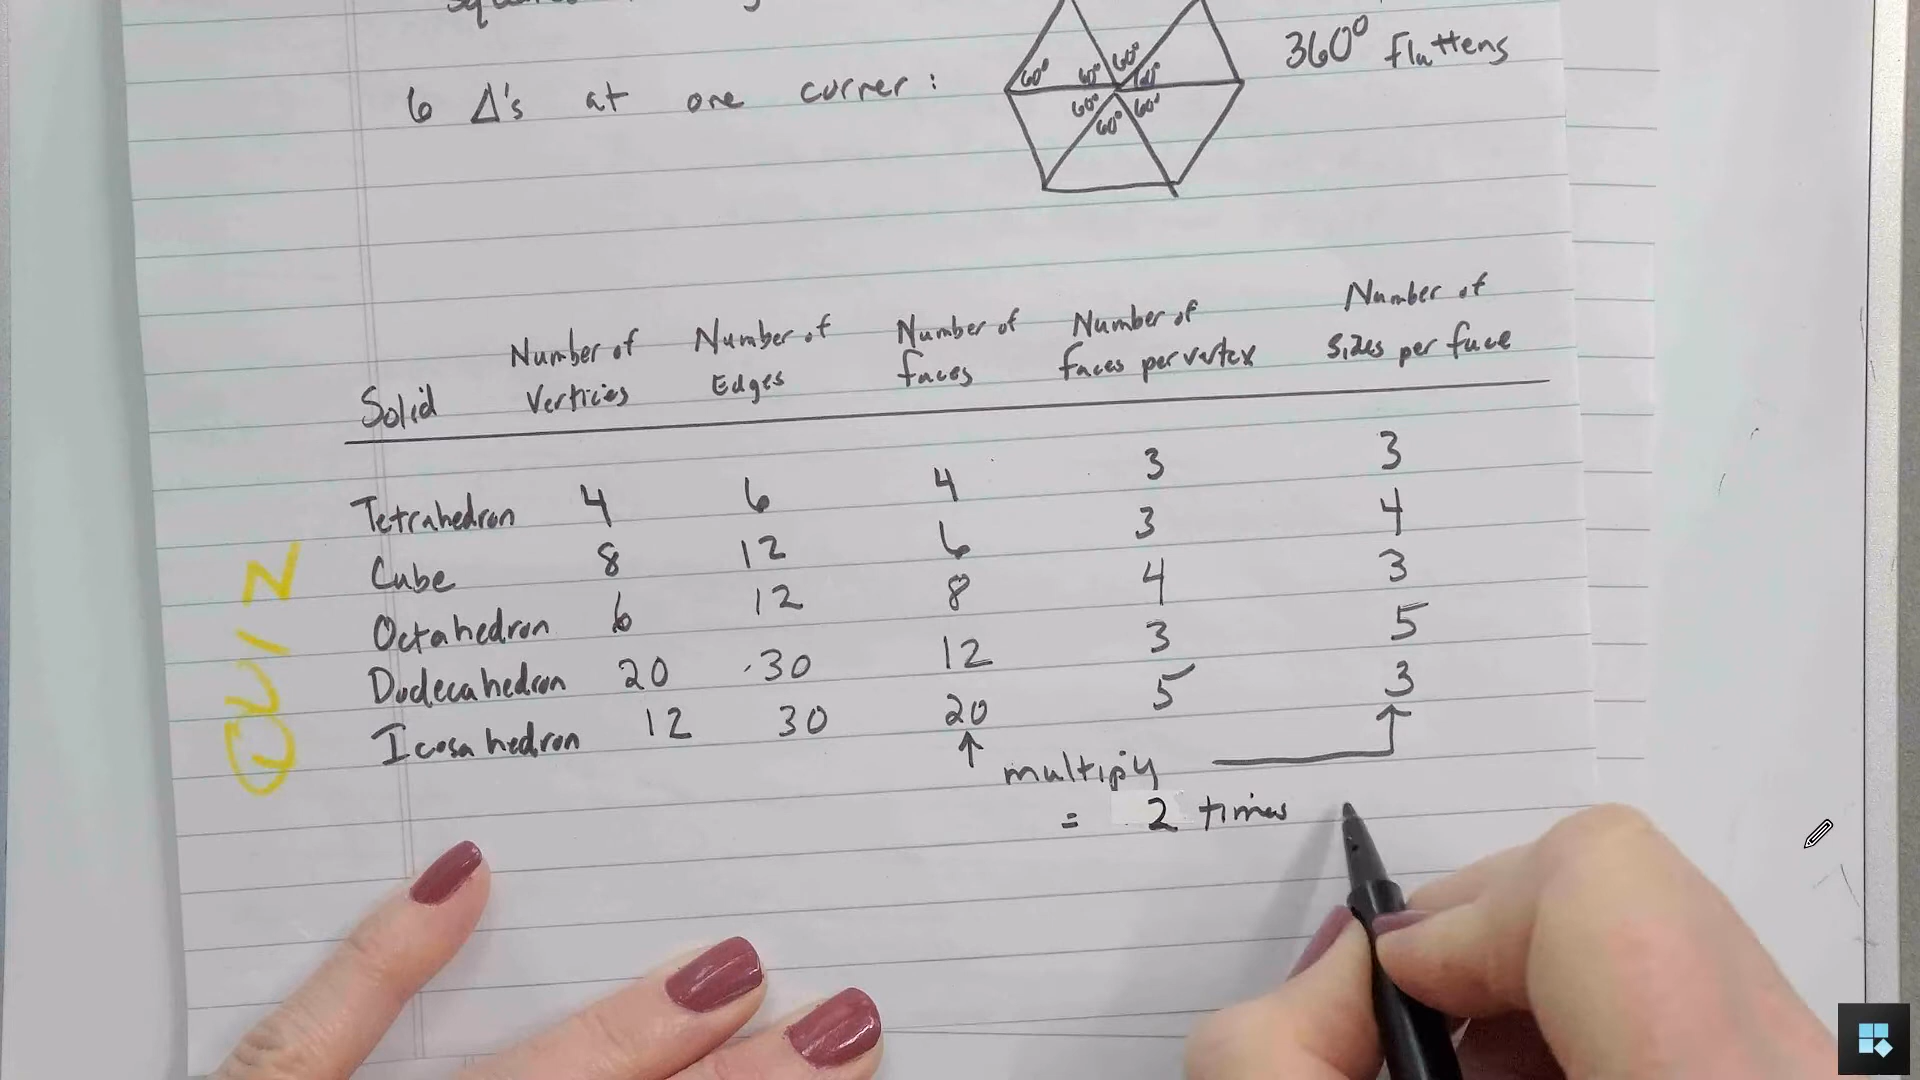 6 Δ's at one corner:
60° 60° 60° 60°
60° 60° 60°
360° flattens
Solid Number of Verticies Number of Edges Number of faces Number of faces per vertex Number of sides per face
Tetrahedron 4 6 4 3 3
Cube 8 12 6 3 4
Octahedron 6 12 8 4 3
Dodecahedron 20 30 12 3 5
Icosahedron 12 30 20 5 3
multiply
= 2 times
QUIZ